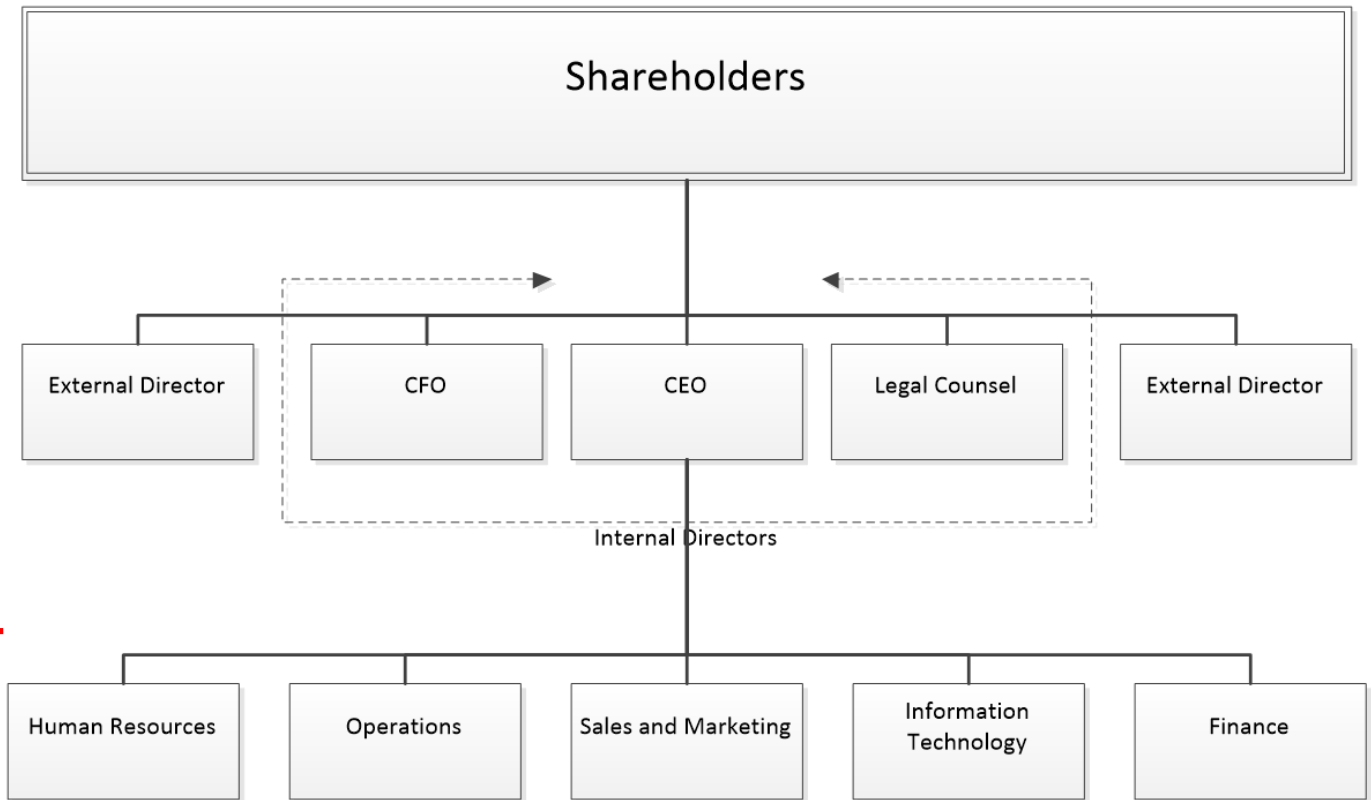 Shareholders
External Director
CFO
CEO
Legal Counsel
External Director
Internal Directors
Human Resources
Operations
Sales and Marketing
Information
Technology
Finance